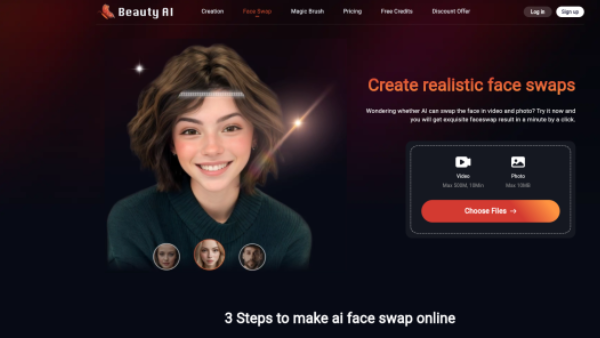 Beauty AI
Creation
Face Swap
Magic Brush
Pricing
Free Credits
Discount Offer
Log in
Sign up
Create realistic face swaps
Wondering whether AI can swap the face in video and photo? Try it now and
you will get exquisite faceswap result in a minute by a click.
Video
Photo
Max 500M, 10Min
Max 10MB
Choose Files →
3 Steps to make ai face swap online